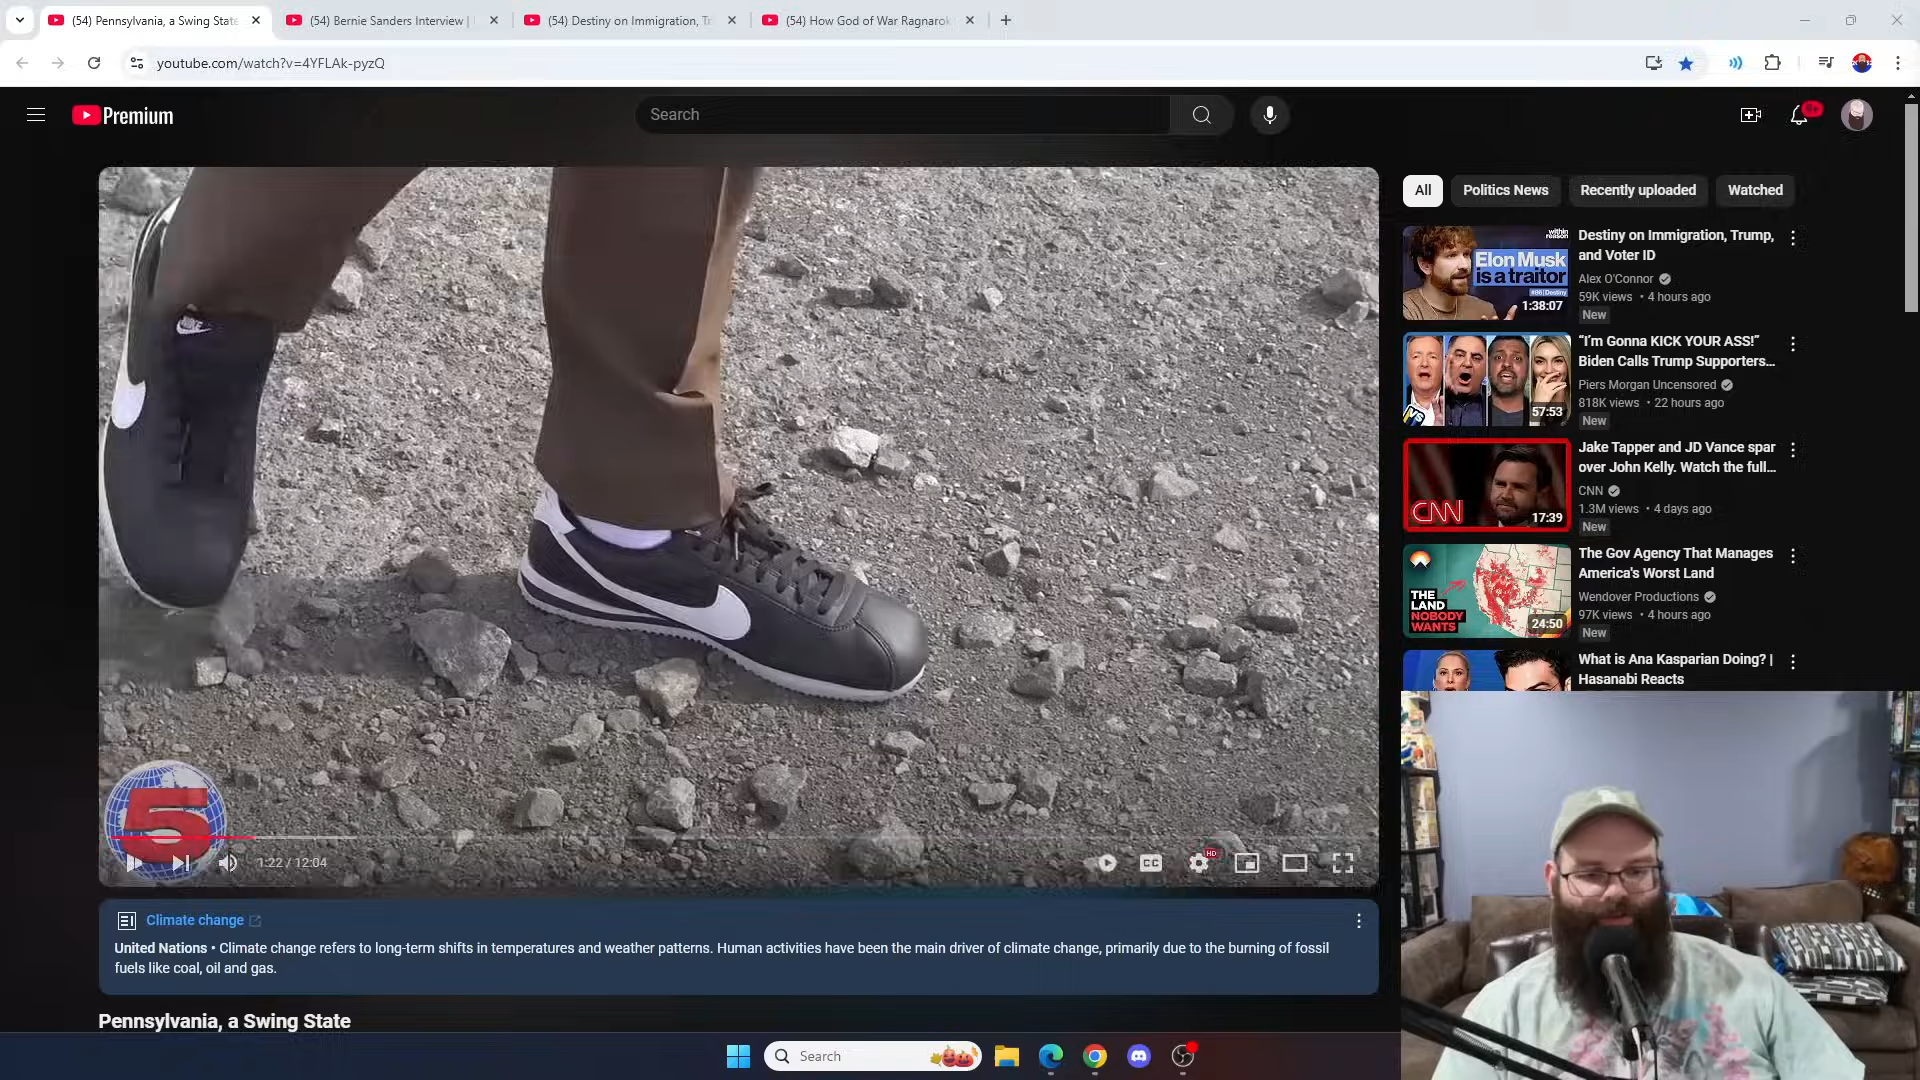 (54) Pennsylvania, a Swing State
(54) Bernie Sanders Interview |
(54) Destiny on Immigration, Tr
(54) How God of War Ragnarok
youtube.com/watch?v=4YFLAk-pyzQ
Premium
Search
9+
All
Politics News
Recently uploaded
Watched
within reason
Elon Musk
is a traitor
#86 | Destiny
1:38:07
Destiny on Immigration, Trump,
and Voter ID
Alex O'Connor
59K views • 4 hours ago
New
57:53
“I’m Gonna KICK YOUR ASS!”
Biden Calls Trump Supporters...
Piers Morgan Uncensored
818K views • 22 hours ago
New
CNN
17:39
Jake Tapper and JD Vance spar
over John Kelly. Watch the full...
CNN
1.3M views • 4 days ago
New
THE
LAND
NOBODY
WANTS
24:50
The Gov Agency That Manages
America's Worst Land
Wendover Productions
97K views • 4 hours ago
New
What is Ana Kasparian Doing? |
Hasanabi Reacts
5
1:22 / 12:04
CC
HD
Climate change
United Nations • Climate change refers to long-term shifts in temperatures and weather patterns. Human activities have been the main driver of climate change, primarily due to the burning of fossil
fuels like coal, oil and gas.
Pennsylvania, a Swing State
Search